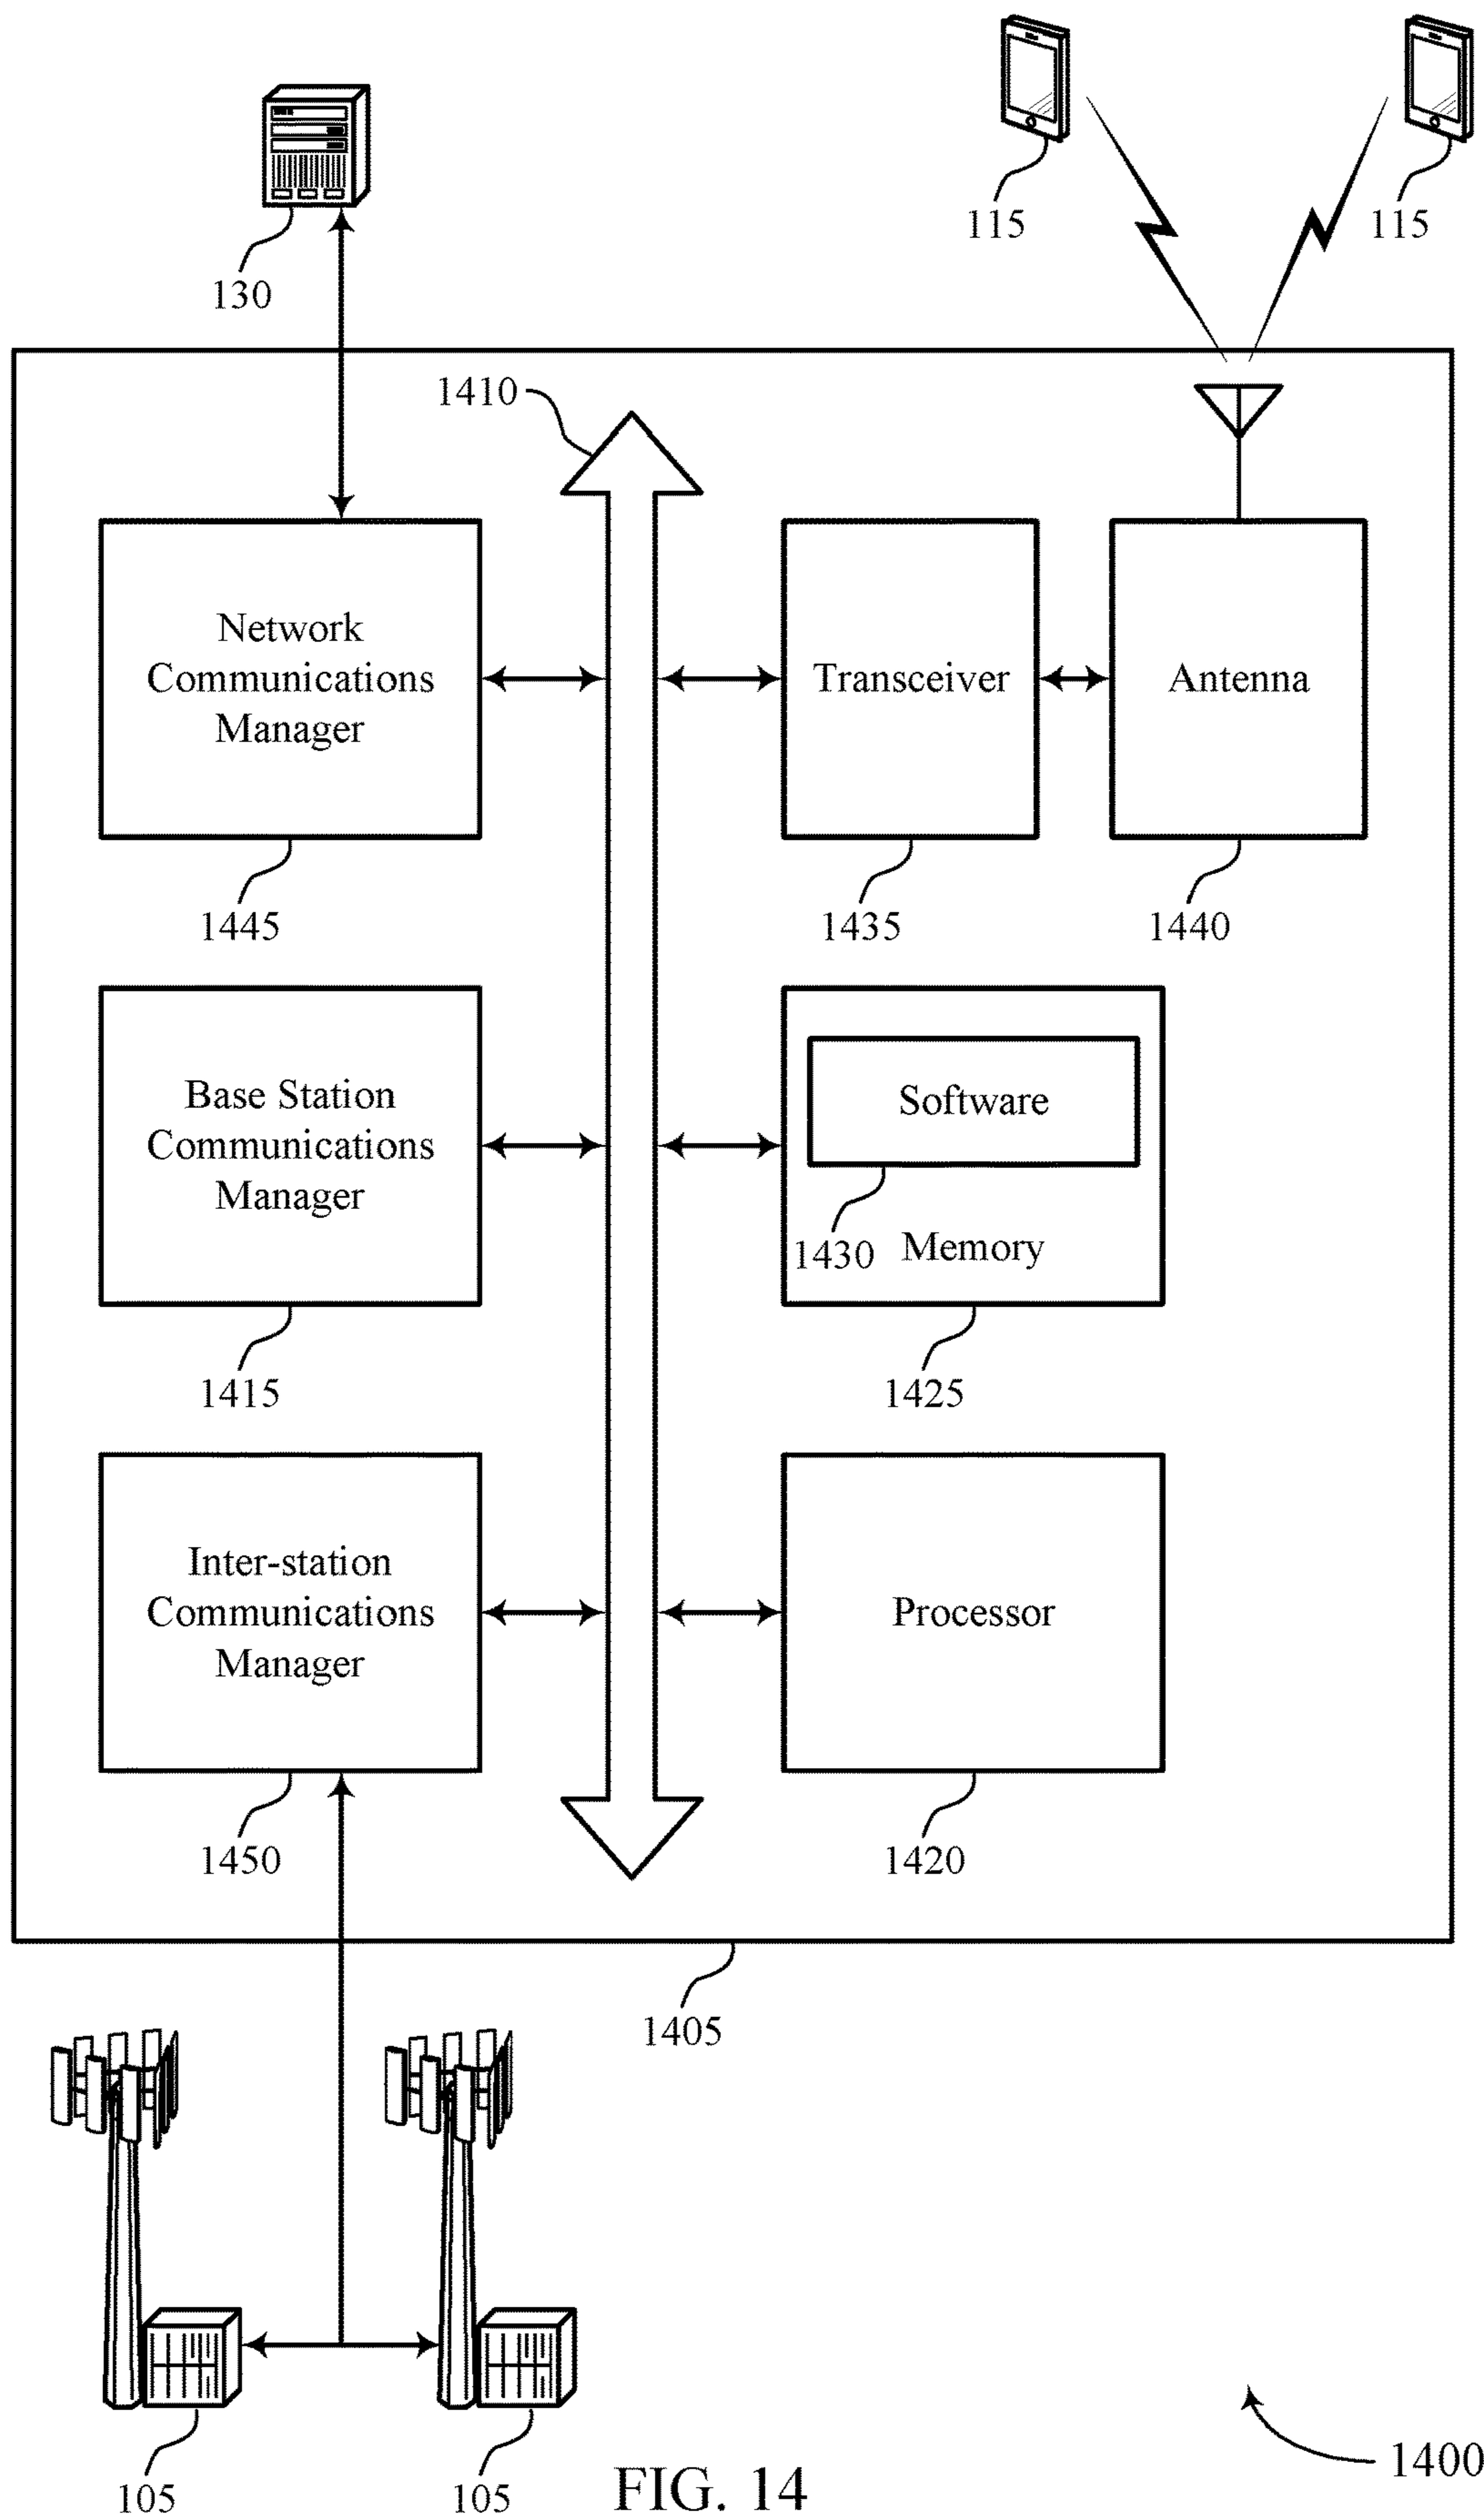 115
115
130
1410
Network
Communications
Manager
Transceiver
Antenna
1445
1435
1440
Base Station
Communications
Manager
Software
1430
Memory
1415
1425
Inter-station
Communications
Manager
Processor
1450
1420
1405
105
105
FIG. 14
1400